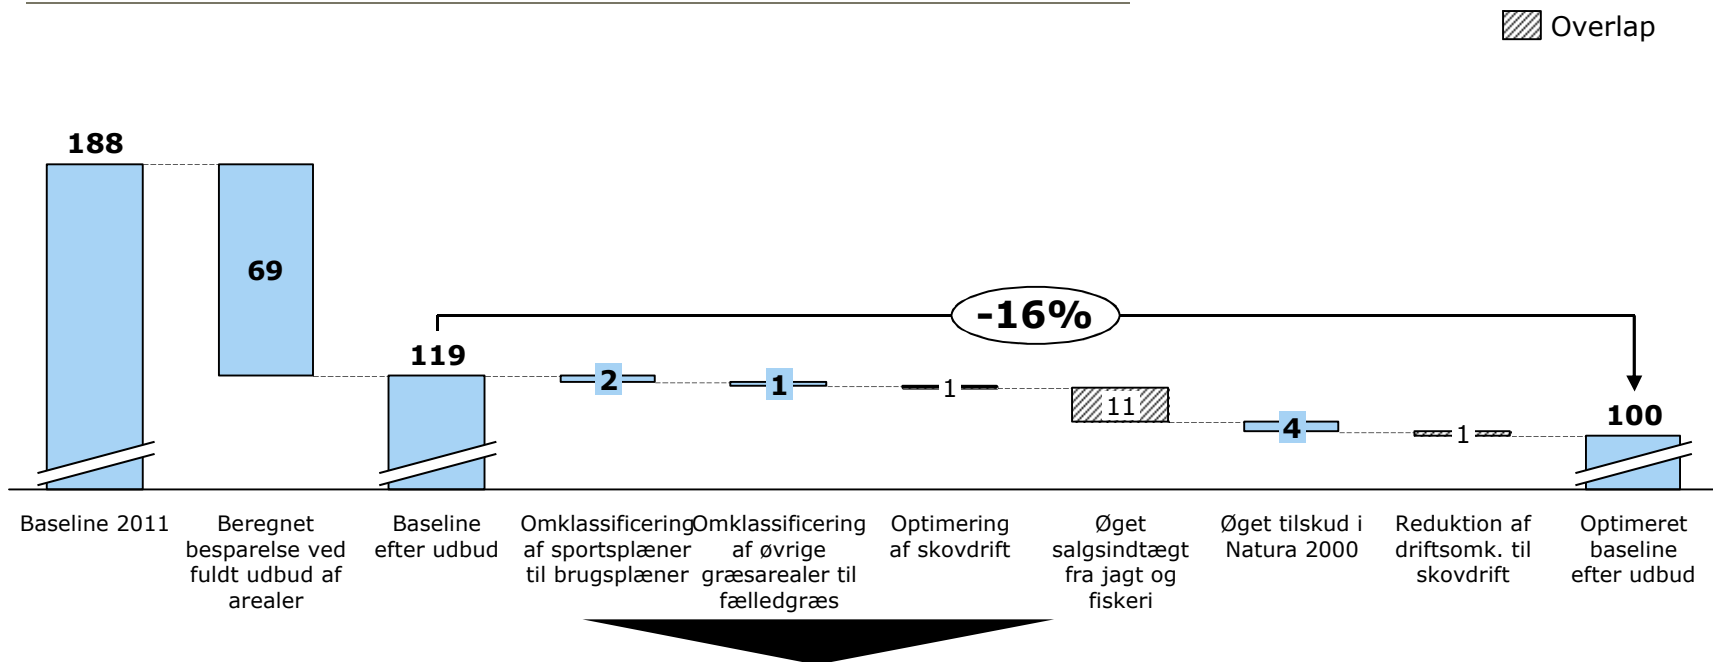 Overlap
188
69
-16%
119
2
1
1
11
4
1
100
Baseline 2011
Beregnet
besparelse ved
fuldt udbud af
arealer
Baseline
efter udbud
Omklassificering
af sportsplæner
til brugsplæner
Omklassificering
af øvrige
græsarealer til
fælledgræs
Optimering
af skovdrift
Øget
salgsindtægt
fra jagt og
fiskeri
Øget tilskud i
Natura 2000
Reduktion af
driftsomk. til
skovdrift
Optimeret
baseline
efter udbud